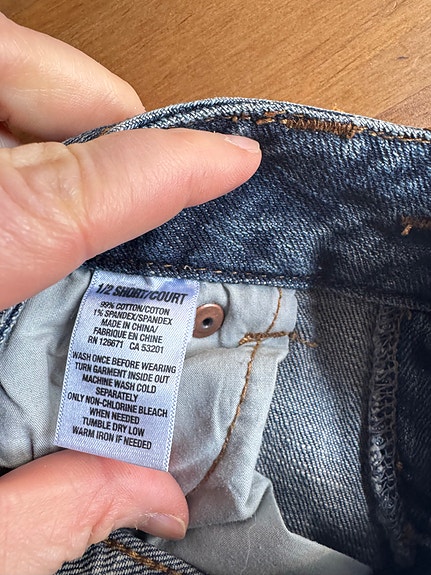 1/2 SHORT/COURT
99% COTTON/COTON
1% SPANDEX/SPANDEX
MADE IN CHINA/
FABRIQUE EN CHINE
RN 126671 CA 53201
WASH ONCE BEFORE WEARING
TURN GARMENT INSIDE OUT
MACHINE WASH COLD
SEPARATELY
ONLY NON-CHLORINE BLEACH
WHEN NEEDED
TUMBLE DRY LOW
WARM IRON IF NEEDED